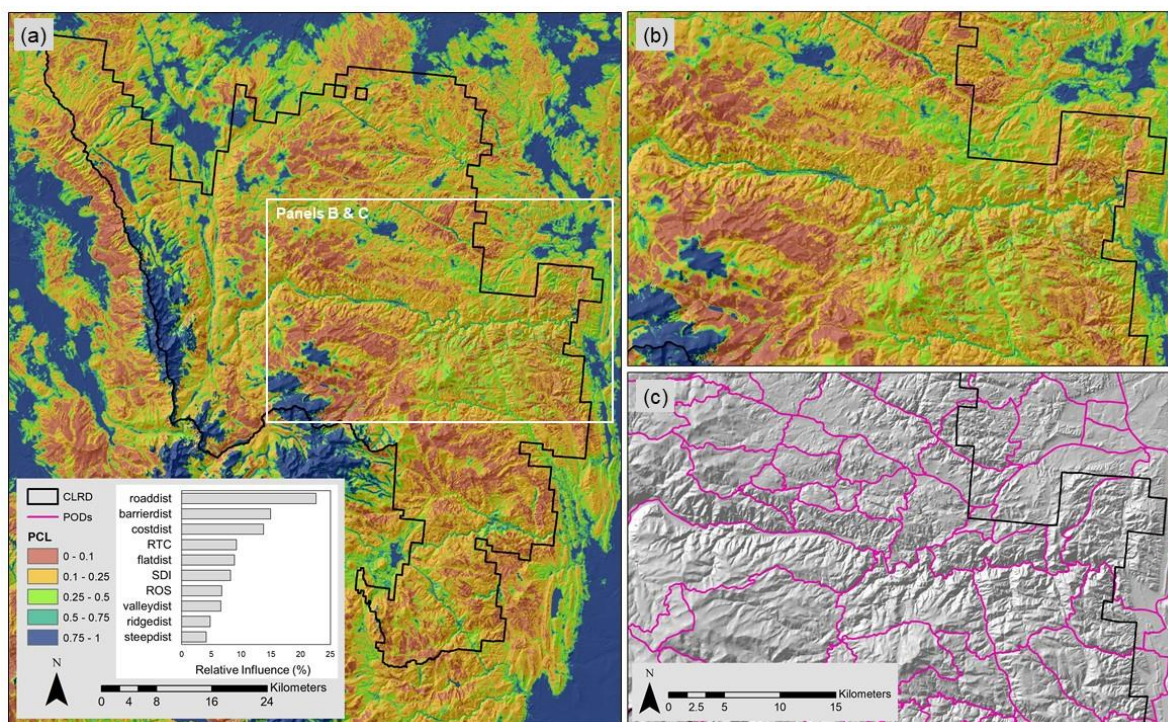 (a)
Panels B & C
CLRD
PODs
PCL
0 - 0.1
0.1 - 0.25
0.25 - 0.5
0.5 - 0.75
0.75 - 1
roaddist
barrierdist
costdist
RTC
flatdist
SDI
ROS
valleydist
ridgedist
steepdist
0 5 10 15 20 25
Relative Influence (%)
N
Kilometers
0 4 8 16 24
(b)
(c)
N
Kilometers
0 2.5 5 10 15